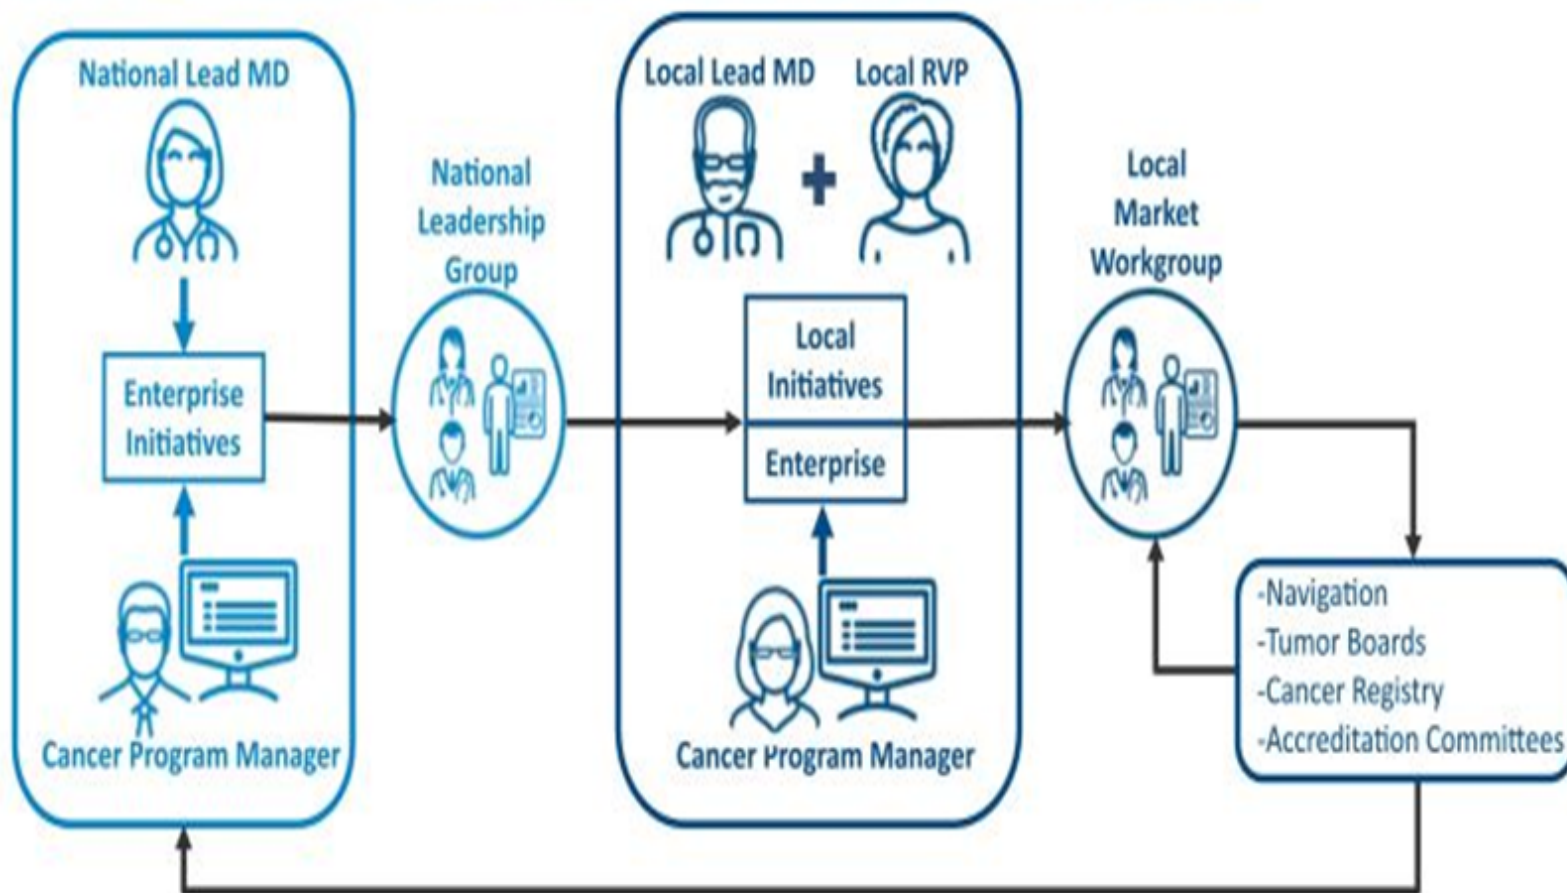 National Lead MD
Enterprise
Initiatives
Cancer Program Manager
National
Leadership
Group
Local Lead MD
Local RVP
Local
Initiatives
Enterprise
Cancer Program Manager
Local
Market
Workgroup
-Navigation
-Tumor Boards
-Cancer Registry
-Accreditation Committees